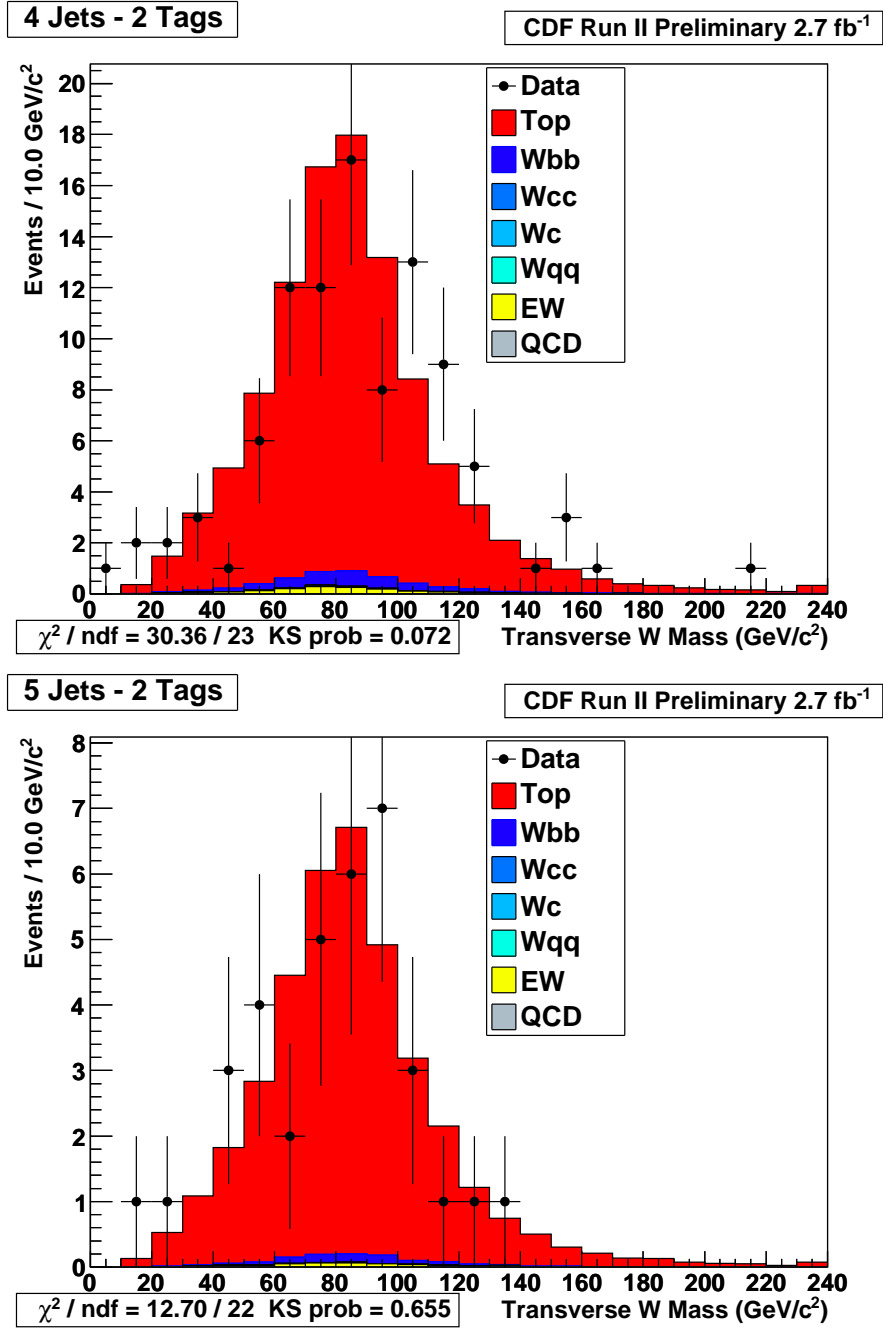 4 Jets - 2 Tags
CDF Run II Preliminary 2.7 fb⁻¹
Events / 10.0 GeV/c²
20
18
16
14
12
10
8
6
4
2
0
Data
Top
Wbb
Wcc
Wc
Wqq
EW
QCD
0 20 40 60 80 100 120 140 160 180 200 220 240
χ² / ndf = 30.36 / 23 KS prob = 0.072
Transverse W Mass (GeV/c²)
5 Jets - 2 Tags
CDF Run II Preliminary 2.7 fb⁻¹
Events / 10.0 GeV/c²
8
7
6
5
4
3
2
1
0
Data
Top
Wbb
Wcc
Wc
Wqq
EW
QCD
0 20 40 60 80 100 120 140 160 180 200 220 240
χ² / ndf = 12.70 / 22 KS prob = 0.655
Transverse W Mass (GeV/c²)